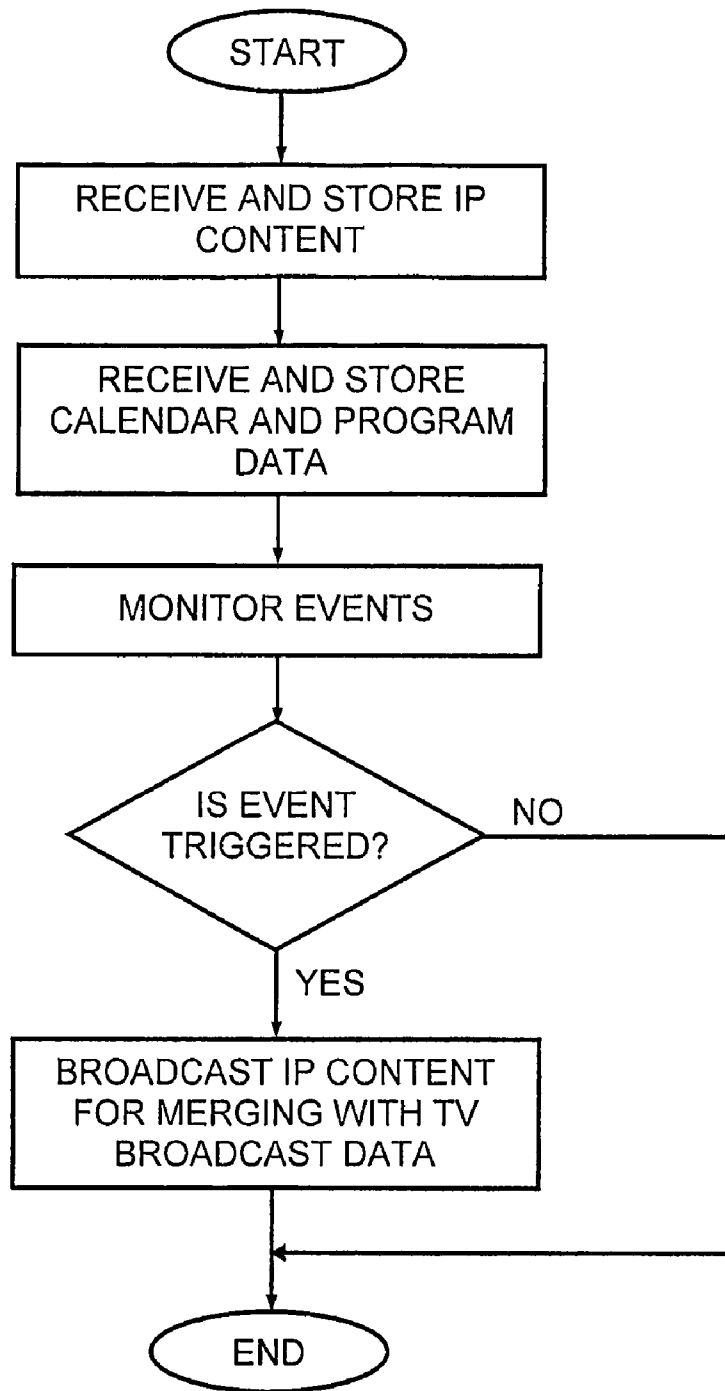 START
RECEIVE AND STORE IP
CONTENT
RECEIVE AND STORE
CALENDAR AND PROGRAM
DATA
MONITOR EVENTS
IS EVENT
TRIGGERED?
NO
YES
BROADCAST IP CONTENT
FOR MERGING WITH TV
BROADCAST DATA
END